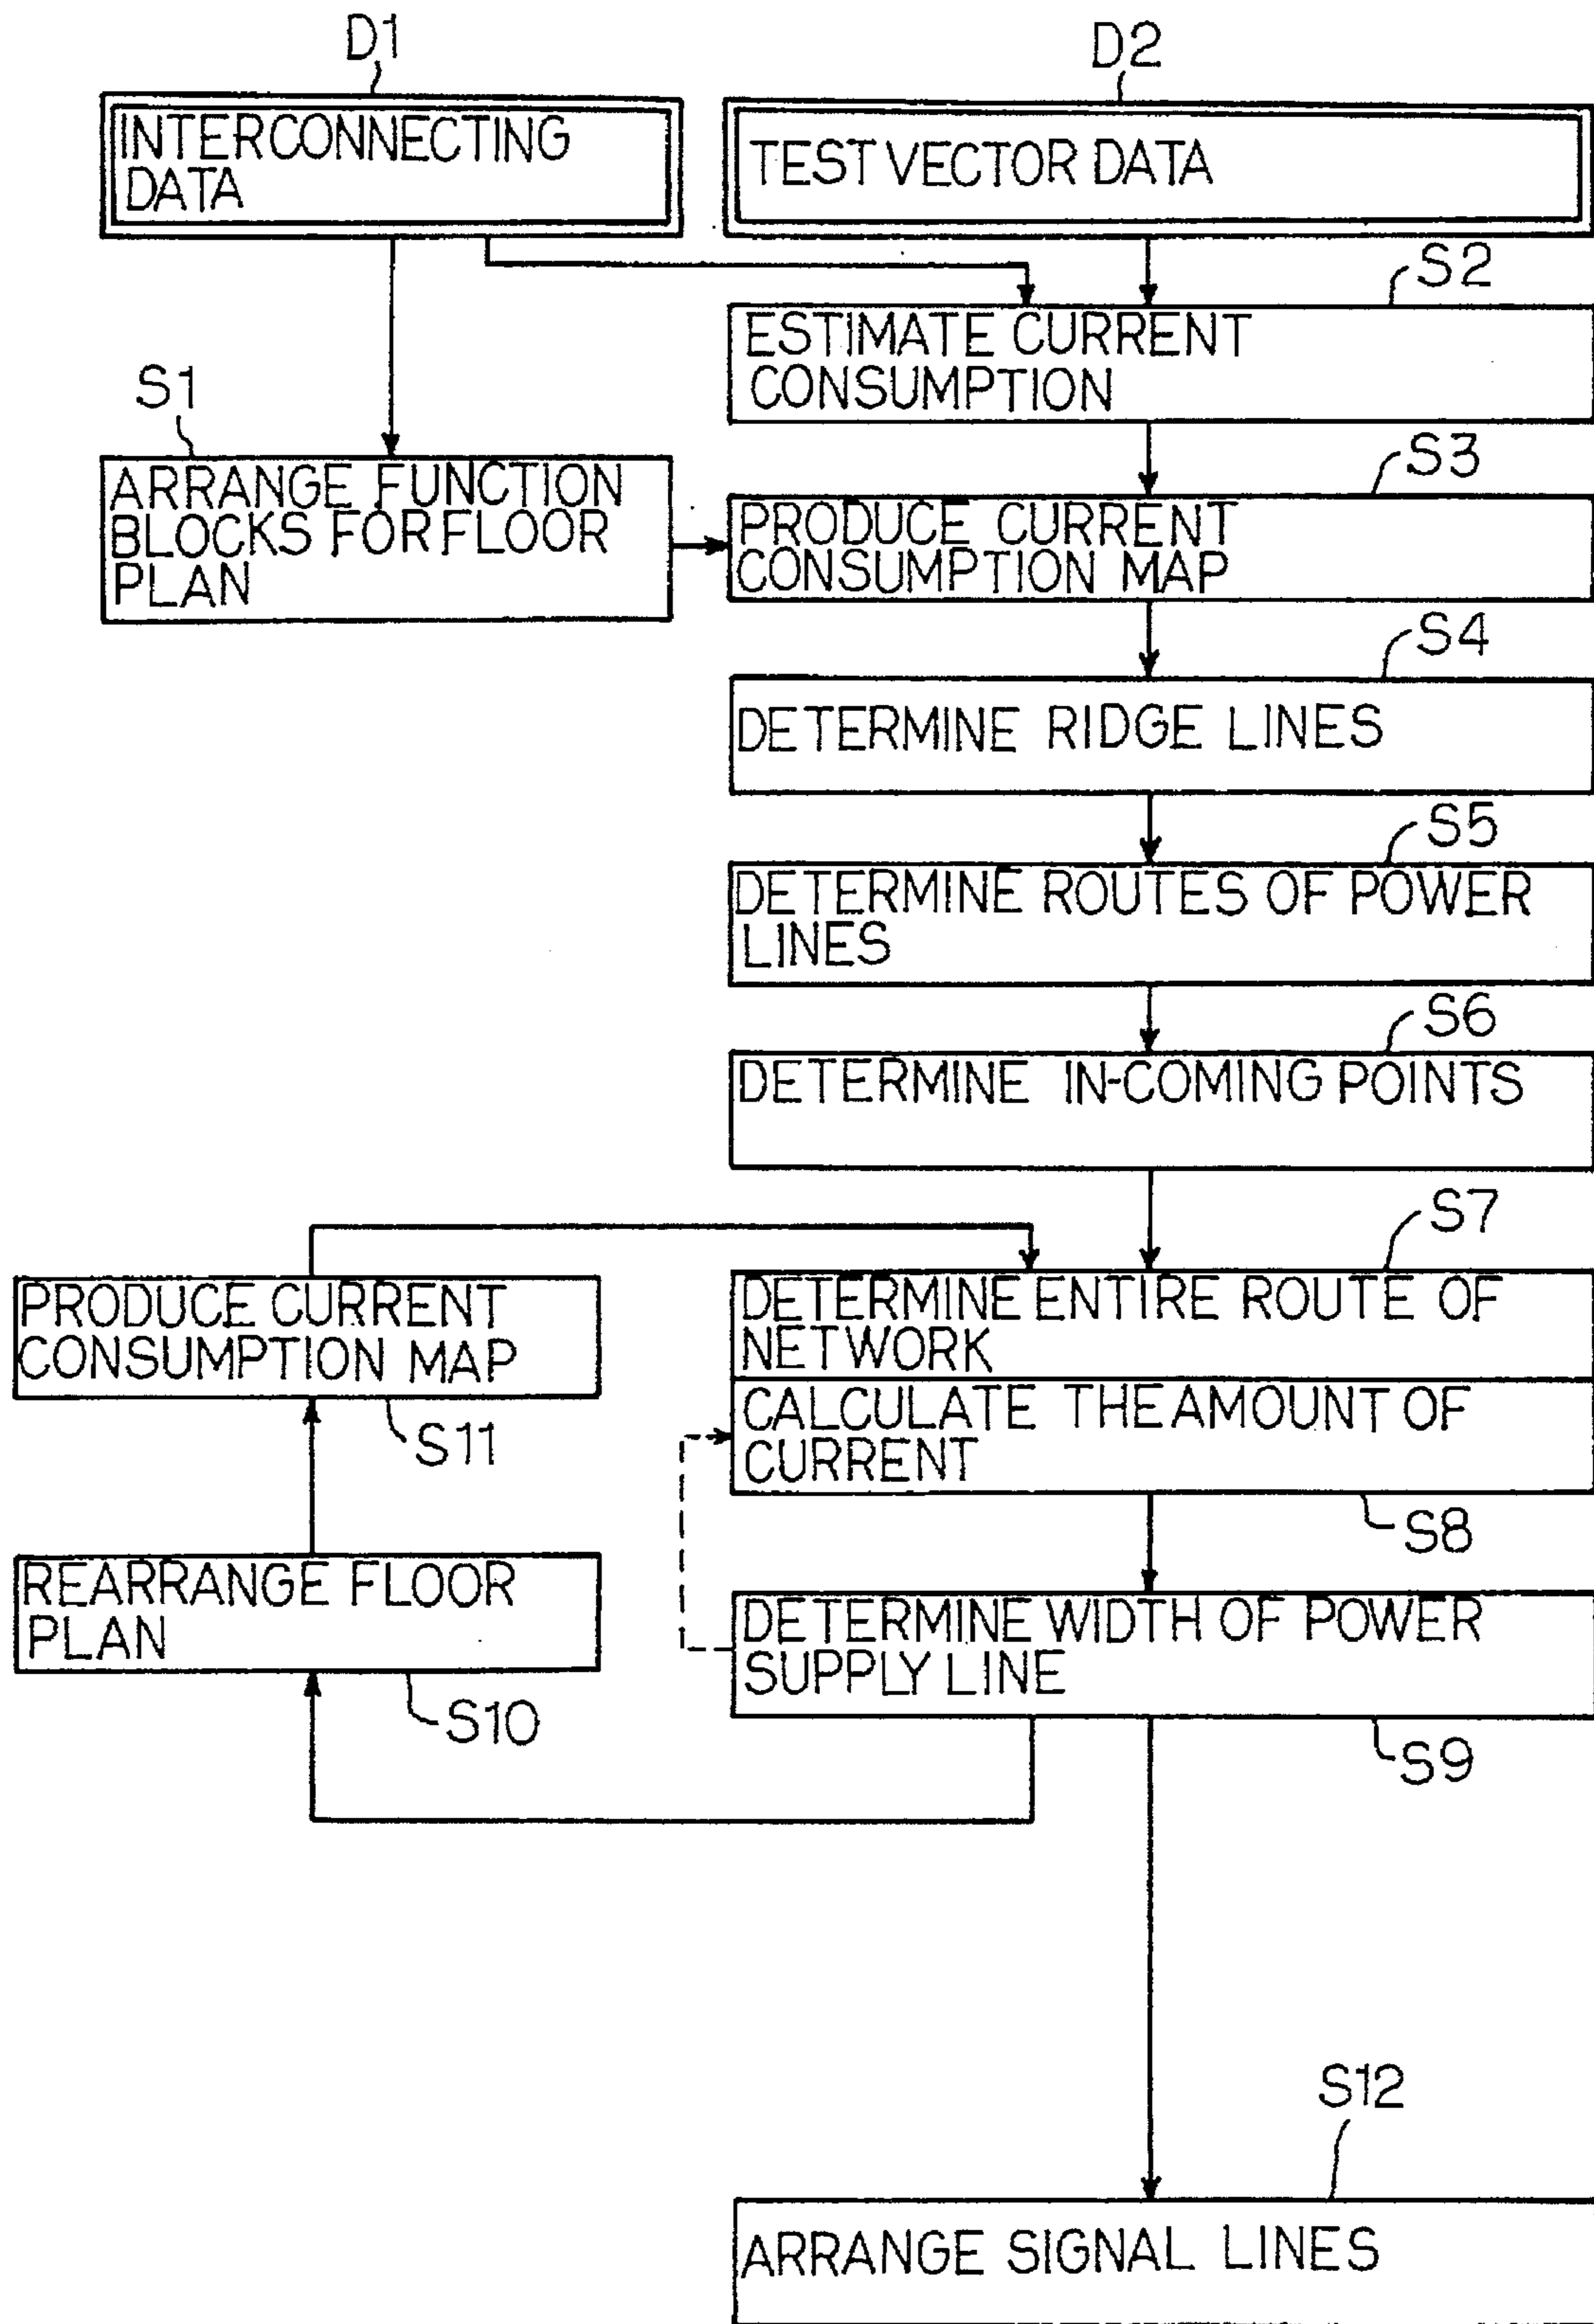 D1
D2
INTERCONNECTING
DATA
TEST VECTOR DATA
S2
ESTIMATE CURRENT
CONSUMPTION
S1
ARRANGE FUNCTION
BLOCKS FOR FLOOR
PLAN
S3
PRODUCE CURRENT
CONSUMPTION MAP
S4
DETERMINE RIDGE LINES
S5
DETERMINE ROUTES OF POWER
LINES
S6
DETERMINE IN-COMING POINTS
S7
PRODUCE CURRENT
CONSUMPTION MAP
S11
DETERMINE ENTIRE ROUTE OF
NETWORK
CALCULATE THE AMOUNT OF
CURRENT
S8
REARRANGE FLOOR
PLAN
S10
DETERMINE WIDTH OF POWER
SUPPLY LINE
S9
S12
ARRANGE SIGNAL LINES